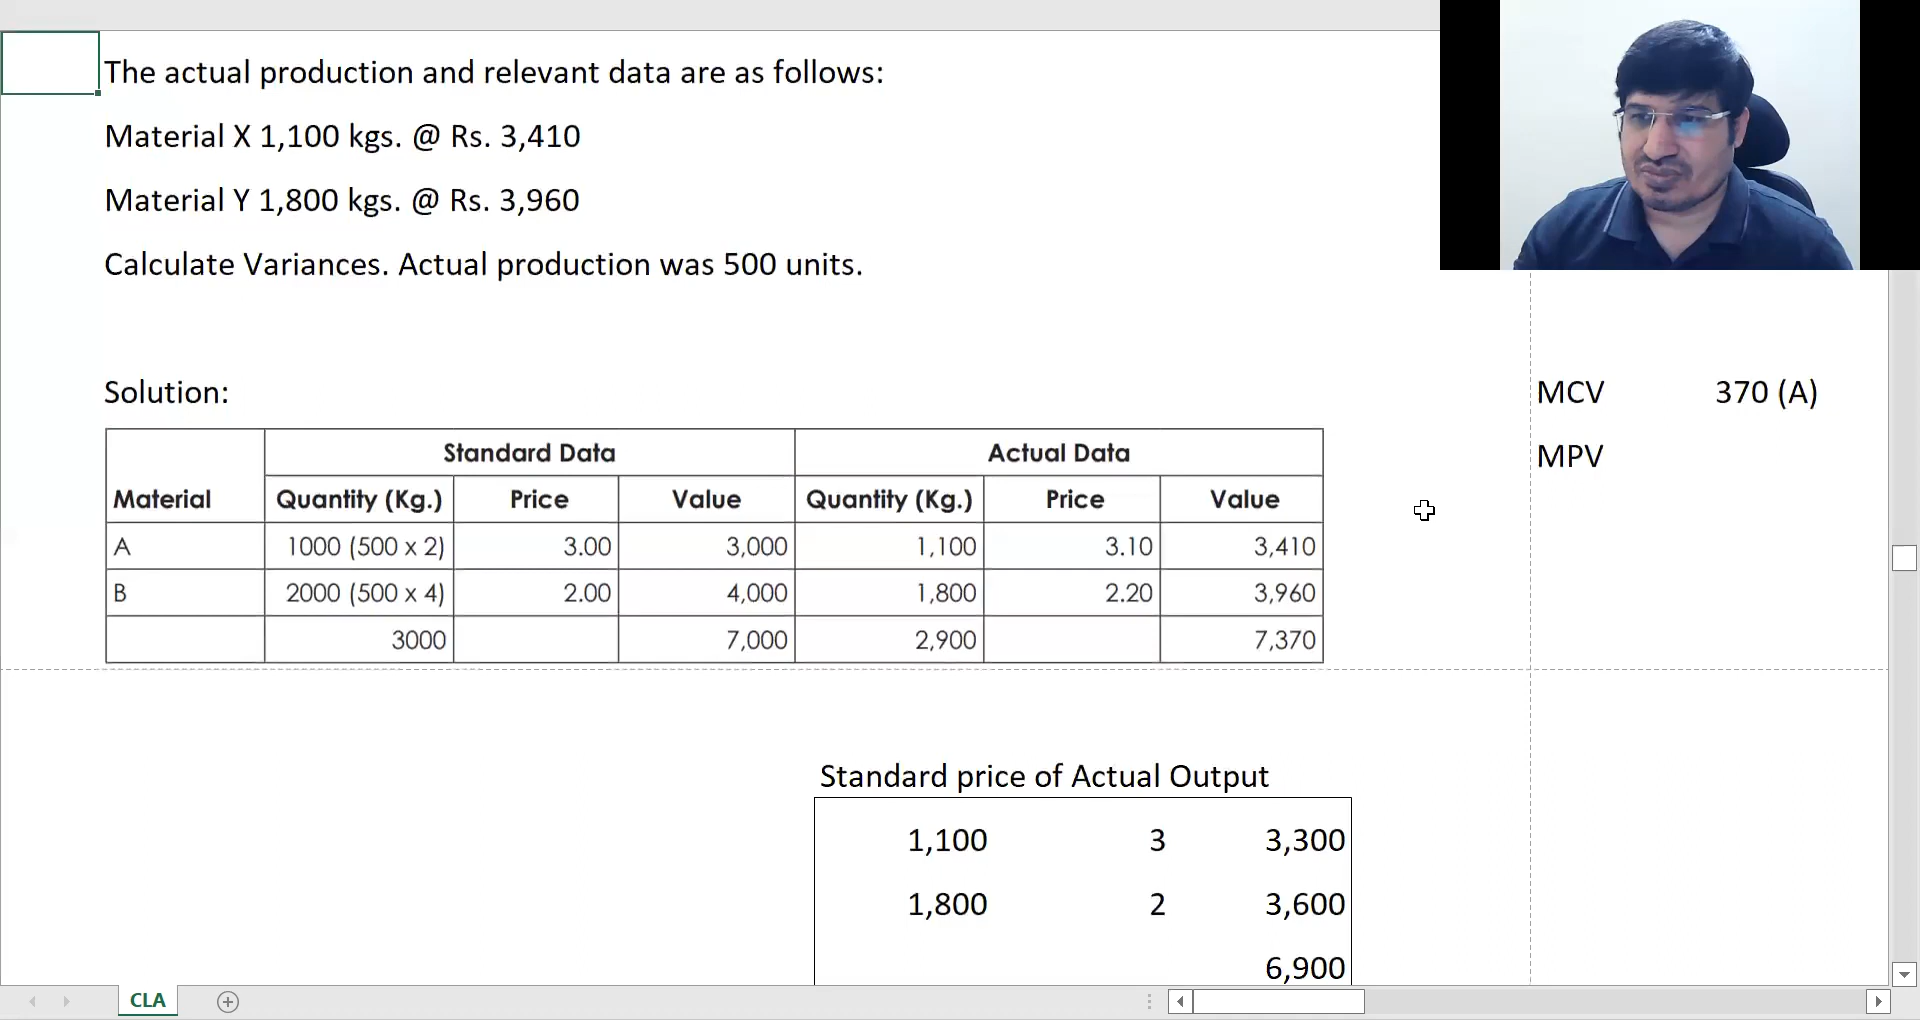 The actual production and relevant data are as follows:
Material X 1,100 kgs. @ Rs. 3,410
Material Y 1,800 kgs. @ Rs. 3,960
Calculate Variances. Actual production was 500 units.
Solution:
MCV 370 (A)
MPV
Standard Data Actual Data
Material Quantity (Kg.) Price Value Quantity (Kg.) Price Value
A 1000 (500 x 2) 3.00 3,000 1,100 3.10 3,410
B 2000 (500 x 4) 2.00 4,000 1,800 2.20 3,960
3000 7,000 2,900 7,370
Standard price of Actual Output
1,100 3 3,300
1,800 2 3,600
6,900
CLA